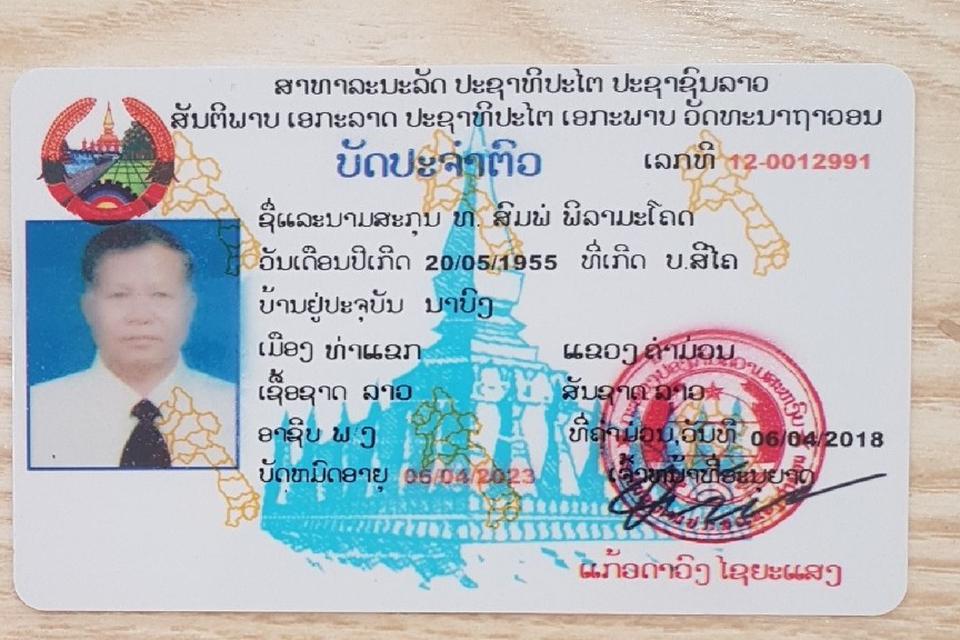 ສາທາລະນະລັດ ປະຊາທິປະໄຕ ປະຊາຊົນລາວ
ສັນຕິພາບ ເອກະລາດ ປະຊາທິປະໄຕ ເອກະພາບ ວັດທະນາຖາວອນ
ບັດປະຈຳຕົວ ເລກທີ 12-0012991
ຊື່ແລະນາມສະກຸນ ທ. ສົມພໍ ພິລາມະໂຄດ
ວັນເດືອນປີເກີດ 20/05/1955 ທີ່ເກີດ ບ.ສີໄຄ
ບ້ານຢູ່ປະຈຸບັນ ນາບົງ
ເມືອງ ທ່າແຂກ ແຂວງ ຄຳມ່ວນ
ເຊື້ອຊາດ ລາວ ສັນຊາດ ລາວ
ອາຊີບ ພ.ງ ທີ່ຄຳມ່ວນ,ວັນທີ 06/04/2018
ບັດຫມົດອາຍຸ 06/04/2023 ເຈົ້າຫນ້າທີ່ອະນຸຍາດ
ແກ້ອດາວົງ ໄຊຍະແສງ